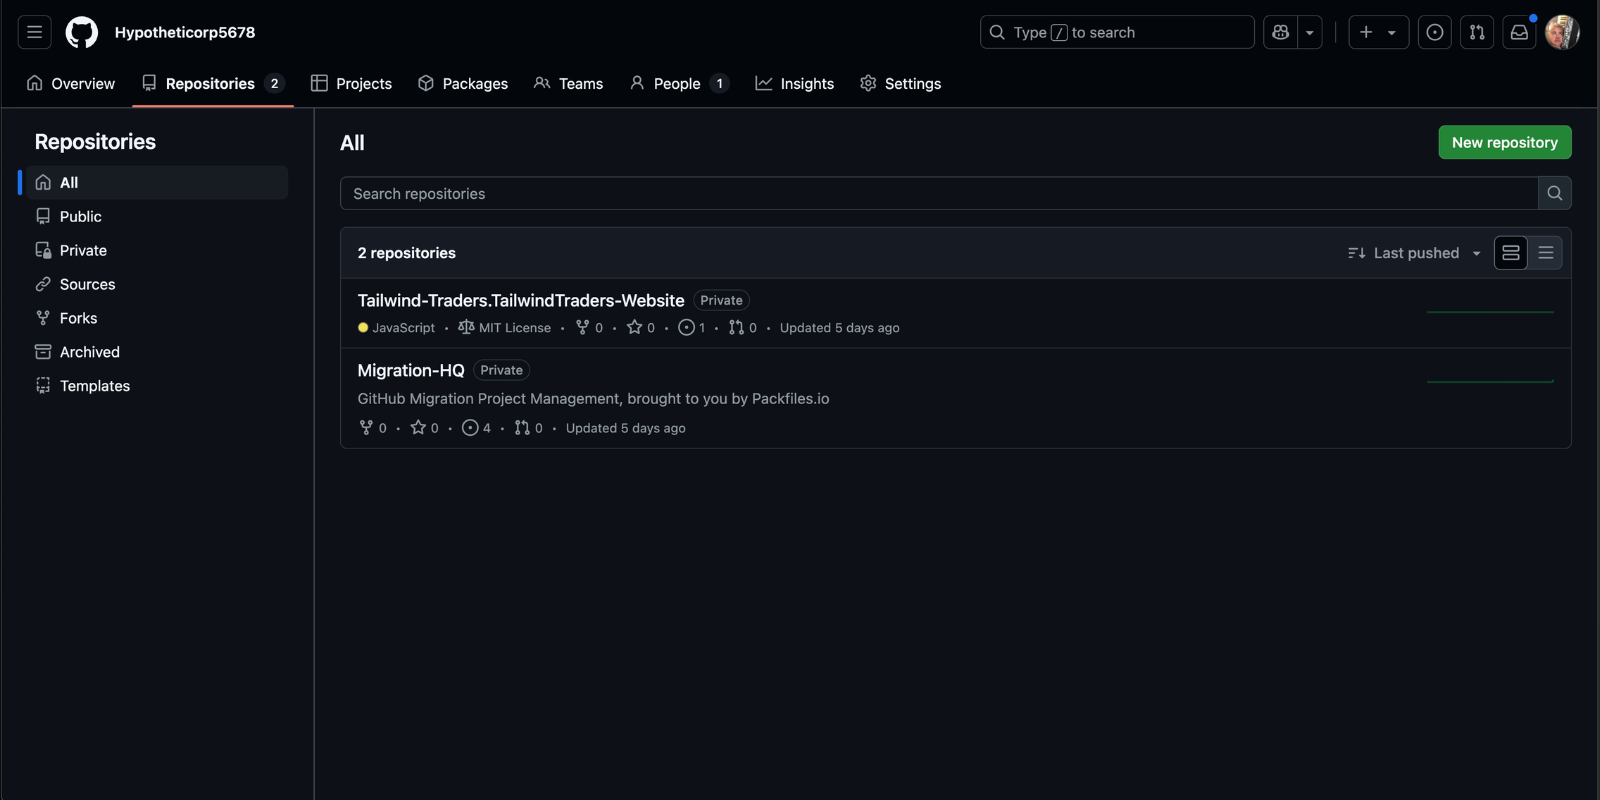 Hypotheticorp5678
Type / to search
Overview
Repositories 2
Projects
Packages
Teams
People 1
Insights
Settings
Repositories
All
Public
Private
Sources
Forks
Archived
Templates
All
New repository
Search repositories
2 repositories
Last pushed
Tailwind-Traders.TailwindTraders-Website Private
JavaScript · MIT License · 0 · 0 · 1 · 0 · Updated 5 days ago
Migration-HQ Private
GitHub Migration Project Management, brought to you by Packfiles.io
0 · 0 · 4 · 0 · Updated 5 days ago